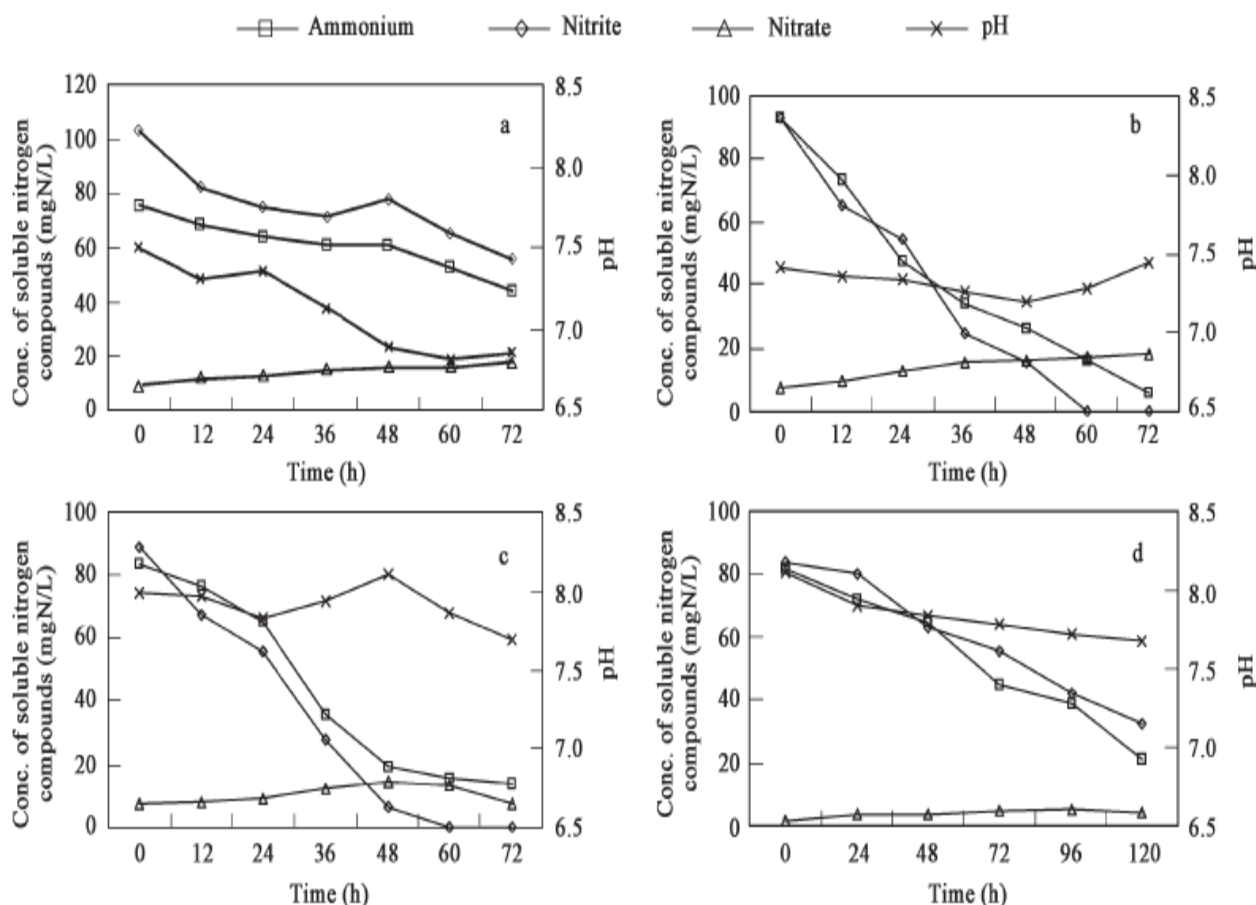 Ammonium Nitrite Nitrate pH
a
Conc. of soluble nitrogen
compounds (mgN/L)
120
100
80
60
40
20
0
8.5
8.0
7.5
7.0
6.5
pH
0 12 24 36 48 60 72
Time (h)
b
Conc. of soluble nitrogen
compounds (mgN/L)
100
80
60
40
20
0
8.5
8.0
7.5
7.0
6.5
pH
0 12 24 36 48 60 72
Time (h)
c
Conc. of soluble nitrogen
compounds (mgN/L)
100
80
60
40
20
0
8.5
8.0
7.5
7.0
6.5
pH
0 12 24 36 48 60 72
Time (h)
d
Conc. of soluble nitrogen
compounds (mgN/L)
100
80
60
40
20
0
8.5
8.0
7.5
7.0
6.5
pH
0 24 48 72 96 120
Time (h)